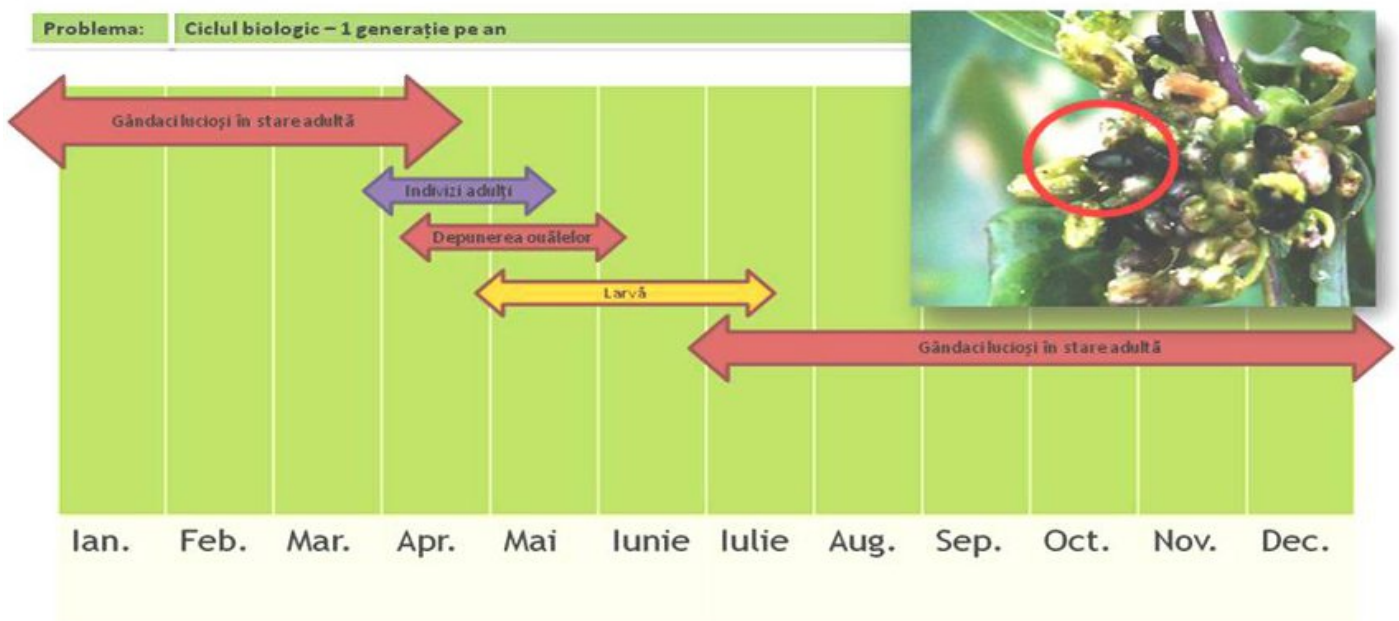 Problema: Ciclul biologic – 1 generație pe an
Gândaci lucioși în stare adultă
Indivizi adulți
Depunerea ouălelor
Larvă
Gândaci lucioși în stare adultă
Ian. Feb. Mar. Apr. Mai Iunie Iulie Aug. Sep. Oct. Nov. Dec.